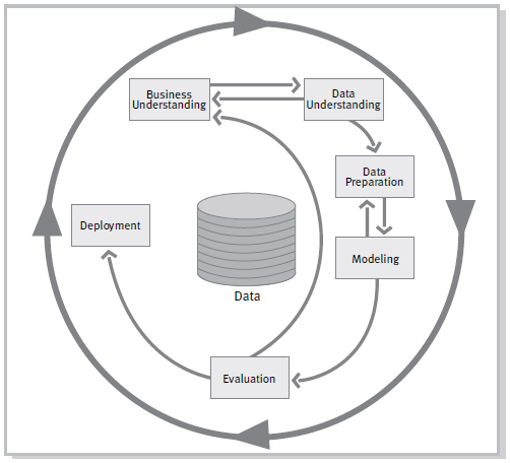 Business
Understanding
Data
Understanding
Data
Preparation
Deployment
Modeling
Data
Evaluation